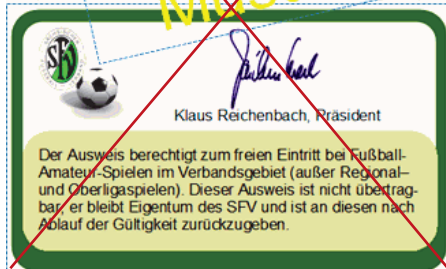 Muster
SFV
Klaus Reichenbach, Präsident
Der Ausweis berechtigt zum freien Eintritt bei Fußball-
Amateur-Spielen im Verbandsgebiet (außer Regional–
und Oberligaspielen). Dieser Ausweis ist nicht übertrag-
bar, er bleibt Eigentum des SFV und ist an diesen nach
Ablauf der Gültigkeit zurückzugeben.